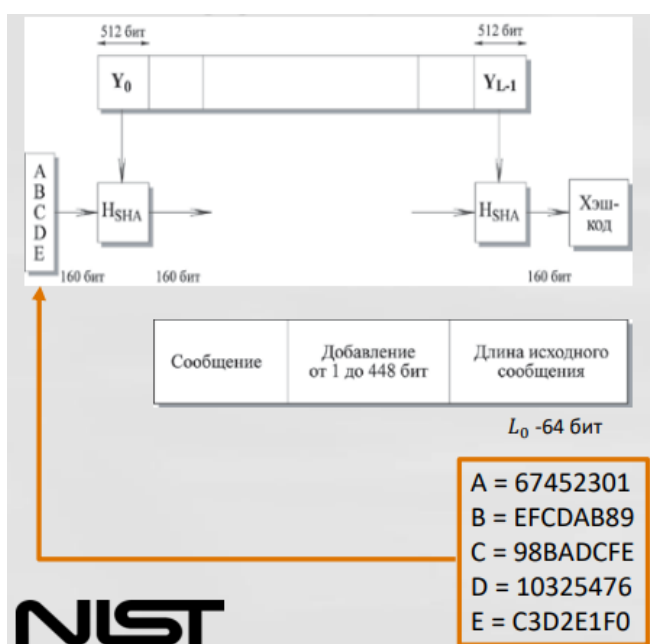 512 бит 512 бит
Y0 YL-1
A
B
C
D
E
HSHA HSHA Хэш-
код
160 бит 160 бит 160 бит
Сообщение
Добавление
от 1 до 448 бит
Длина исходного
сообщения
L0 -64 бит
A = 67452301
B = EFCDAB89
C = 98BADCFE
D = 10325476
E = C3D2E1F0
NIST